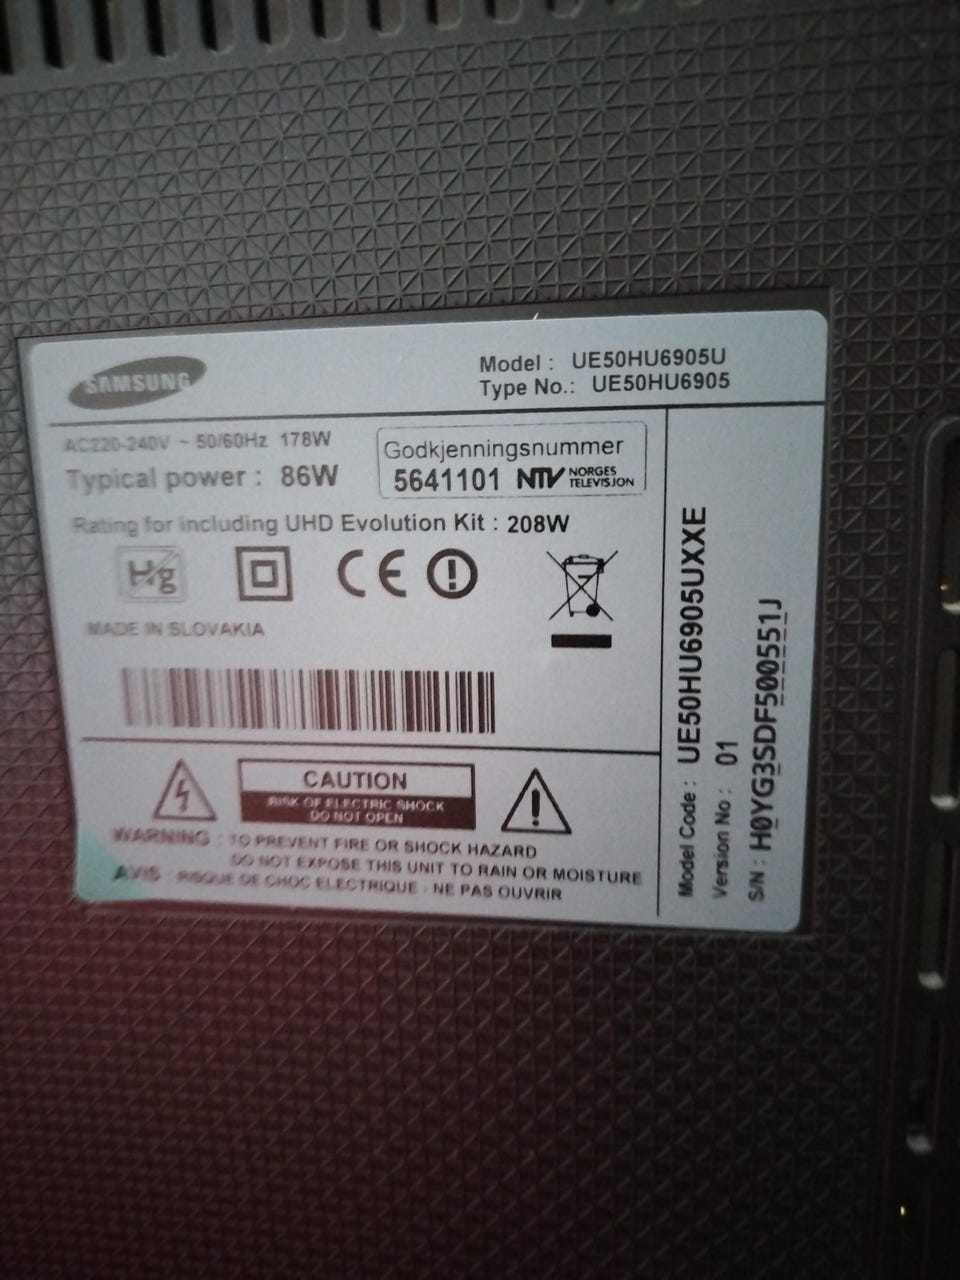 SAMSUNG
Model : UE50HU6905U
Type No.: UE50HU6905
AC220-240V ~ 50/60Hz 178W
Typical power : 86W
Godkjenningsnummer
5641101 NTV NORGES TELEVISJON
Rating for including UHD Evolution Kit : 208W
Hg
CE
MADE IN SLOVAKIA
CAUTION
RISK OF ELECTRIC SHOCK
DO NOT OPEN
WARNING : TO PREVENT FIRE OR SHOCK HAZARD
DO NOT EXPOSE THIS UNIT TO RAIN OR MOISTURE
AVIS : RISQUE DE CHOC ELECTRIQUE - NE PAS OUVRIR
Model Code : UE50HU6905UXXE
Version No : 01
S/N : H0YG3SDF500551J